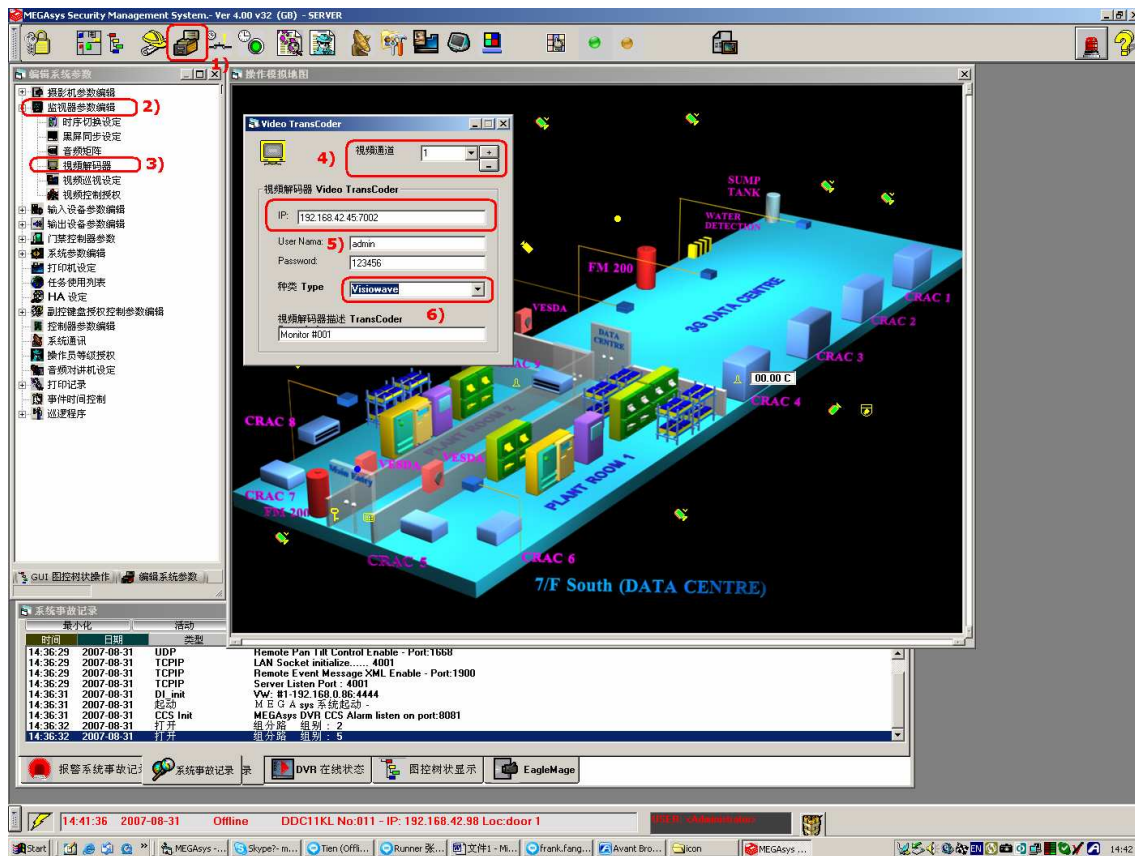 MEGAsys Security Management System.- Ver 4.00 v32 (GB) - SERVER
1)
编辑系统参数
摄影机参数编辑
监视器参数编辑
2)
时序切换设定
黑屏同步设定
音频矩阵
视频解码器
3)
视频巡视设定
视频控制授权
输入设备参数编辑
输出设备参数编辑
门禁控制器参数
系统参数编辑
打印机设定
任务使用列表
HA 设定
副控键盘授权控制参数编辑
控制器参数编辑
系统通讯
操作员等级授权
音频对讲机设定
打印记录
事件时间控制
巡逻程序
GUI 图控树状操作
编辑系统参数
操作模拟地图
Video TransCoder
4)
视频通道
1
+
-
视频解码器 Video TransCoder
IP:
192.168.42.45:7002
User Name:
5)
admin
Password:
123456
种类 Type
Visiowave
6)
视频解码器描述 TransCoder
Monitor #001
SUMP TANK
WATER DETECTION
FM 200
VESDA
DATA CENTRE
3G DATA CENTRE
CRAC 1
CRAC 2
CRAC 3
00.00 C
CRAC 4
CRAC 8
PLANT ROOM 2
VESDA
VESDA
Main Entry
CRAC 7
FM 200
PLANT ROOM 1
CRAC 5
CRAC 6
7/F South (DATA CENTRE)
系统事故记录
最小化
活动
时间 日期 类型
14:36:29 2007-08-31 UDP Remote Pan Tilt Control Enable - Port:1668
14:36:29 2007-08-31 TCPIP LAN Socket initialize...... 4001
14:36:29 2007-08-31 TCPIP Remote Event Message XML Enable - Port:1900
14:36:29 2007-08-31 TCPIP Server Listen Port : 4001
14:36:31 2007-08-31 DI_init VW: #1-192.168.0.86:4444
14:36:31 2007-08-31 起动 M E G A sys 系统起动 -
14:36:31 2007-08-31 CCS Init MEGAsys DVR CCS Alarm listen on port:8081
14:36:32 2007-08-31 打开 组分路 组别 : 2
14:36:32 2007-08-31 打开 组分路 组别 : 5
报警系统事故记
系统事故记录
录
DVR 在线状态
图控树状显示
EagleMage
14:41:36 2007-08-31 Offline DDC11KL No:011 - IP: 192.168.42.98 Loc:door 1
USER: <Administrator>
Start
MEGAsys -...
Skype?- m...
Tien (Offli...
Runner 张...
文件1 - Mi...
frank.fang...
Avant Bro...
icon
MEGAsys ...
EN
14:42